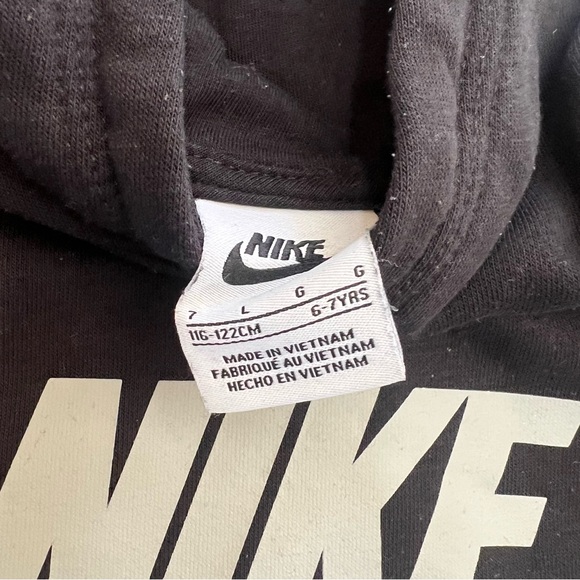 NIKE
7 L G G
116-122CM 6-7YRS
MADE IN VIETNAM
FABRIQUÉ AU VIETNAM
HECHO EN VIETNAM
NIKE